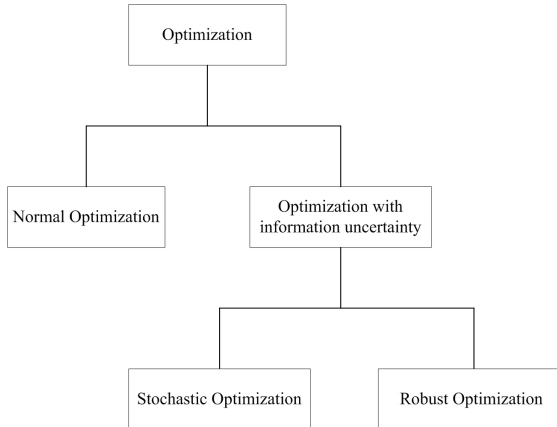 Optimization
Normal Optimization
Optimization with
information uncertainty
Stochastic Optimization
Robust Optimization